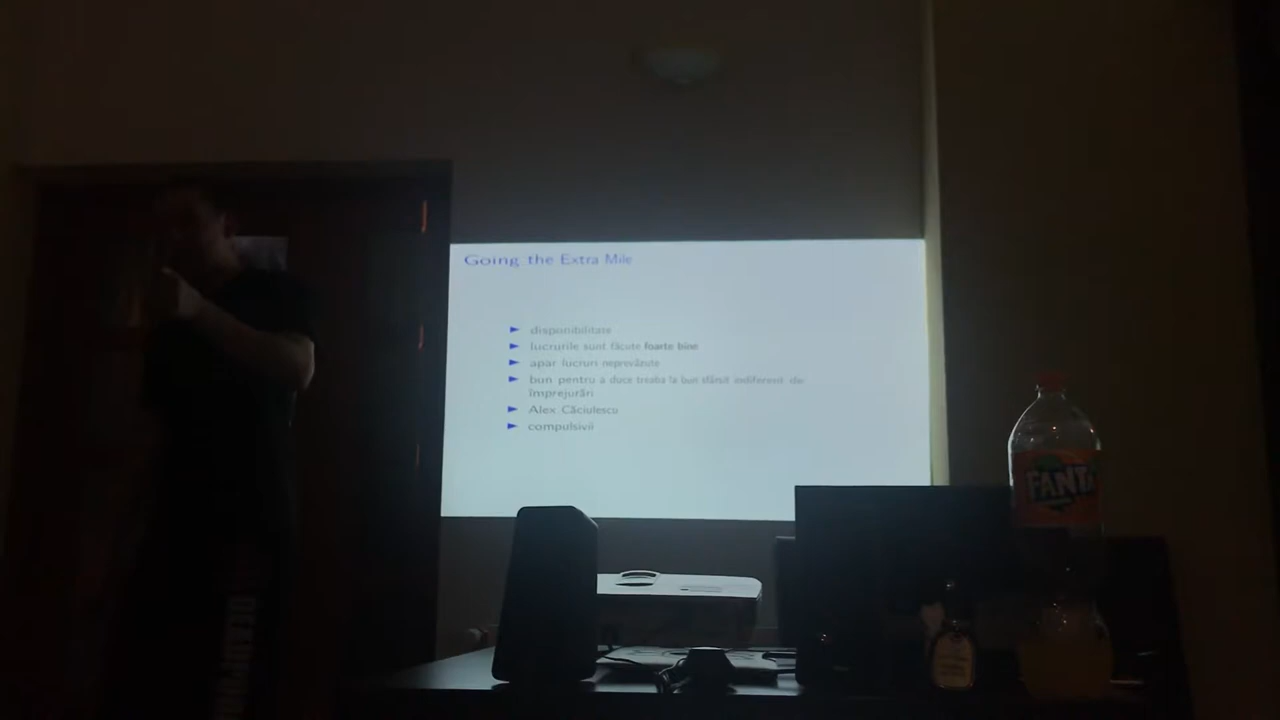 Going the Extra Mile
disponibilitate
lucrurile sunt făcute foarte bine
apar lucruri neprevăzute
bun pentru a duce treaba la bun sfârșit indiferent de
împrejurări
Alex Căciulescu
compulsivii
FANTA